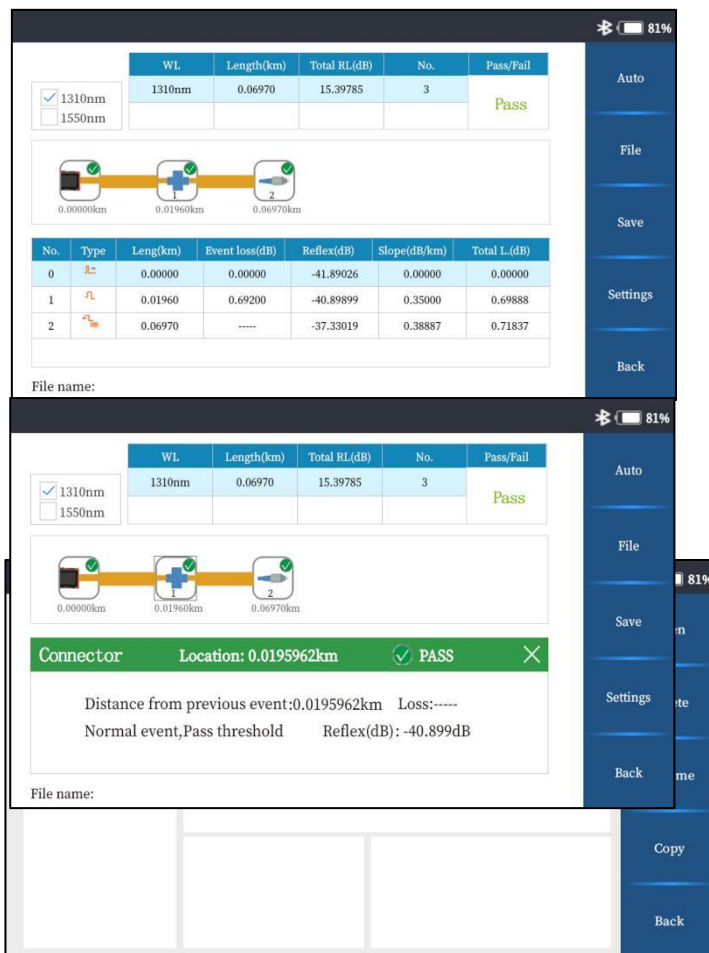 81%
WL Length(km) Total RL(dB) No. Pass/Fail
1310nm 0.06970 15.39785 3 Pass
1310nm
1550nm
1
2
0.00000km 0.01960km 0.06970km
No. Type Leng(km) Event loss(dB) Reflex(dB) Slope(dB/km) Total L.(dB)
0 0.00000 0.00000 -41.89026 0.00000 0.00000
1 0.01960 0.69200 -40.89899 0.35000 0.69888
2 0.06970 ----- -37.33019 0.38887 0.71837
File name:
Auto
File
Save
Settings
Back
81%
WL Length(km) Total RL(dB) No. Pass/Fail
1310nm 0.06970 15.39785 3 Pass
1310nm
1550nm
1
2
0.00000km 0.01960km 0.06970km
Connector Location: 0.0195962km PASS
Distance from previous event:0.0195962km Loss:-----
Normal event,Pass threshold Reflex(dB): -40.899dB
File name:
Auto
File
Save
Settings
Back
81%
en
te
me
Copy
Back